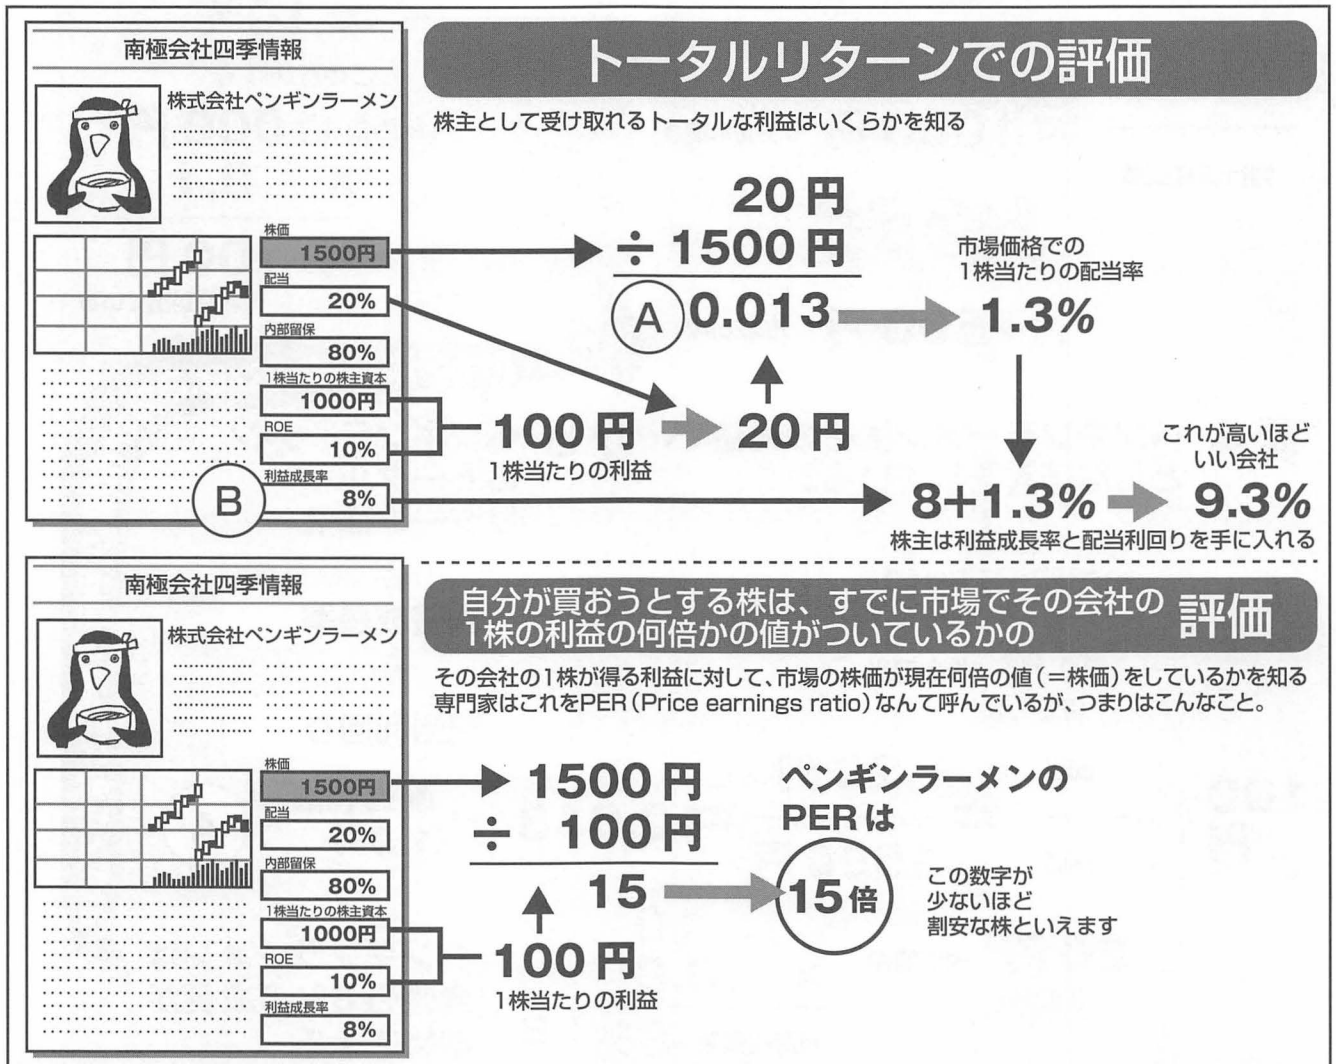 南極会社四季情報
株式会社ペンギンラーメン
株価
1500円
配当
20%
内部留保
80%
1株当たりの株主資本
1000円
ROE
10%
利益成長率
B
8%
トータルリターンでの評価
株主として受け取れるトータルな利益はいくらかを知る
20円
÷ 1500円
A 0.013
市場価格での
1株当たりの配当率
1.3%
100円
1株当たりの利益
20円
8+1.3%
これが高いほど
いい会社
9.3%
株主は利益成長率と配当利回りを手に入れる
南極会社四季情報
株式会社ペンギンラーメン
株価
1500円
配当
20%
内部留保
80%
1株当たりの株主資本
1000円
ROE
10%
利益成長率
8%
自分が買おうとする株は、すでに市場でその会社の
1株の利益の何倍かの値がついているかの 評価
その会社の1株が得る利益に対して、市場の株価が現在何倍の値(=株価)をしているかを知る
専門家はこれをPER(Price earnings ratio)なんて呼んでいるが、つまりはこんなこと。
1500円
÷ 100円
15
100円
1株当たりの利益
ペンギンラーメンの
PERは
15倍
この数字が
少ないほど
割安な株といえます